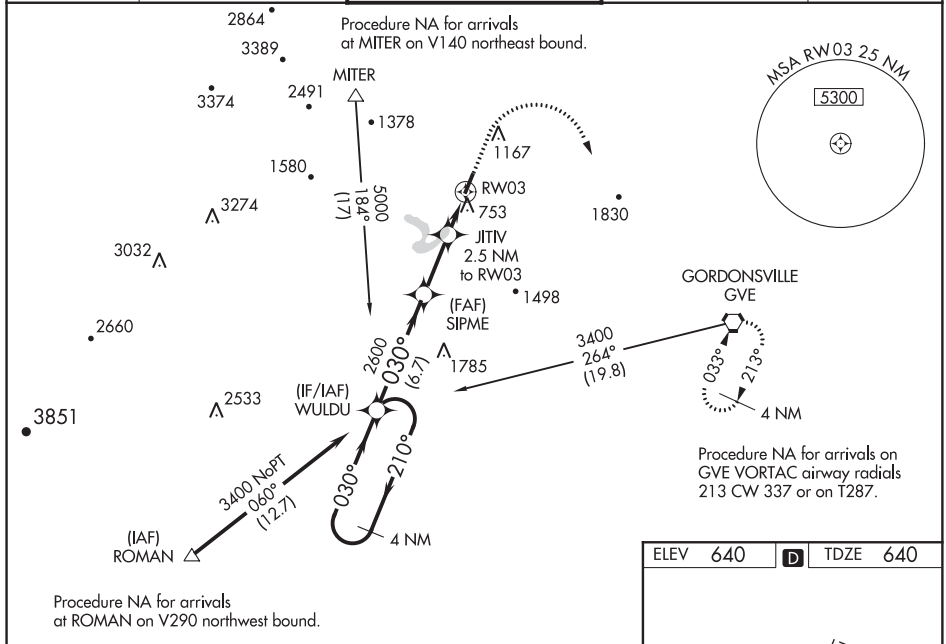 2864
Procedure NA for arrivals
at MITER on V140 northeast bound.
3389
MITER
3374
2491
1378
MSA RW03 25 NM
5300
1167
1580
5000
184°
(17)
RW03
753
1830
3274
JITIV
2.5 NM
to RW03
3032
(FAF)
SIPME
1498
GORDONSVILLE
GVE
2660
2600
030°
(6.7)
1785
3400
264°
(19.8)
033°
213°
4 NM
(IF/IAF)
WULDU
2533
3851
030°
210°
4 NM
3400 NoPT
060°
(12.7)
Procedure NA for arrivals on
GVE VORTAC airway radials
213 CW 337 or on T287.
(IAF)
ROMAN
ELEV 640 D TDZE 640
Procedure NA for arrivals
at ROMAN on V290 northwest bound.